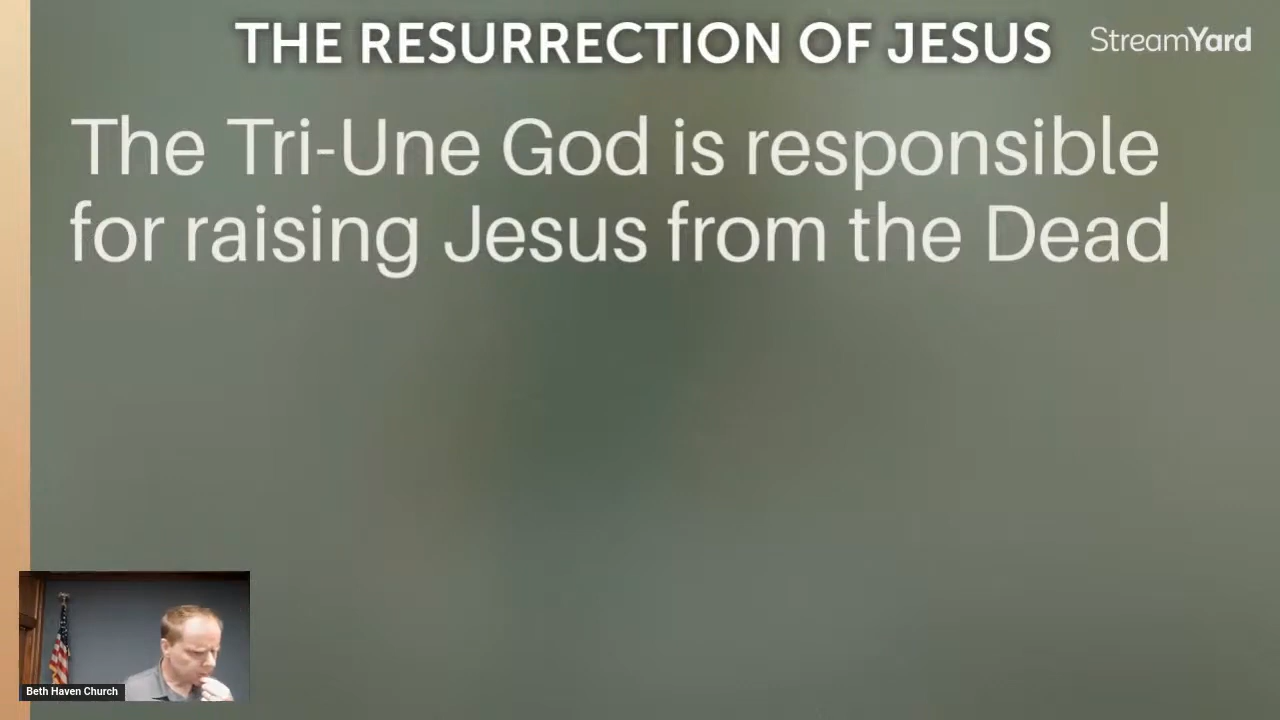 THE RESURRECTION OF JESUS
StreamYard
The Tri-Une God is responsible
for raising Jesus from the Dead
Beth Haven Church